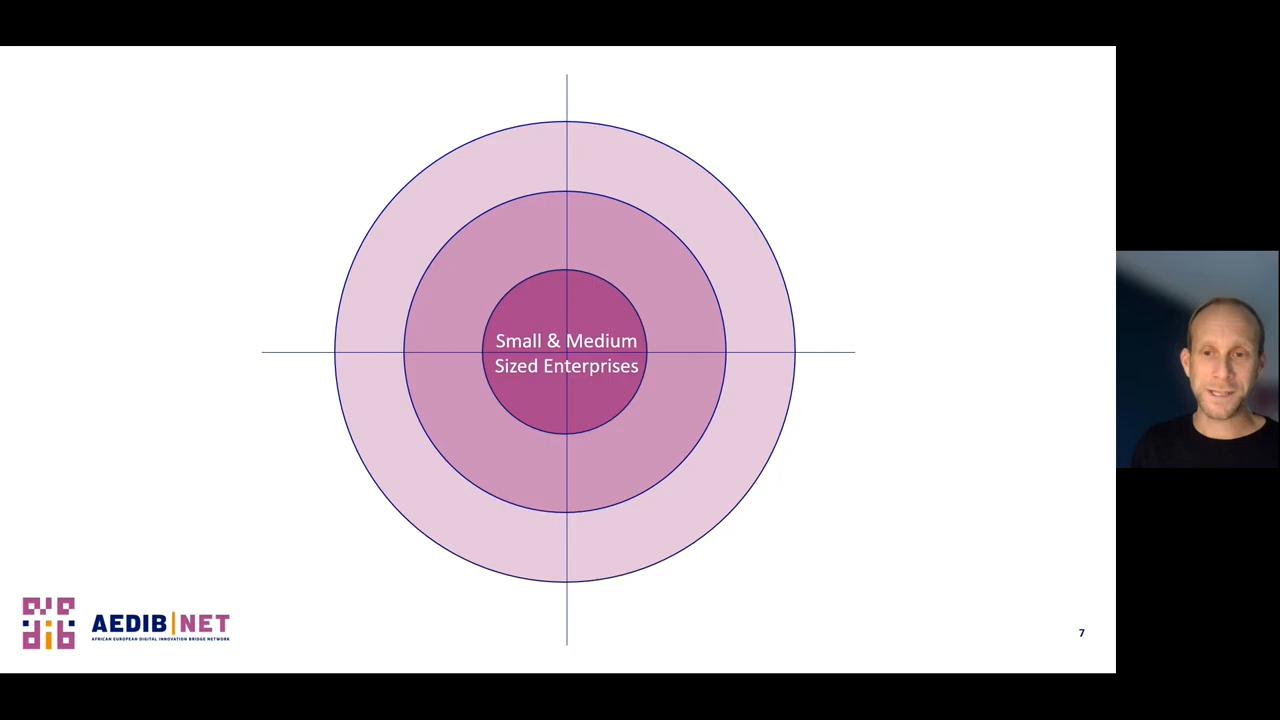 Small & Medium
Sized Enterprises
AEDIB|NET
AFRICAN EUROPEAN DIGITAL INNOVATION BRIDGE NETWORK
7